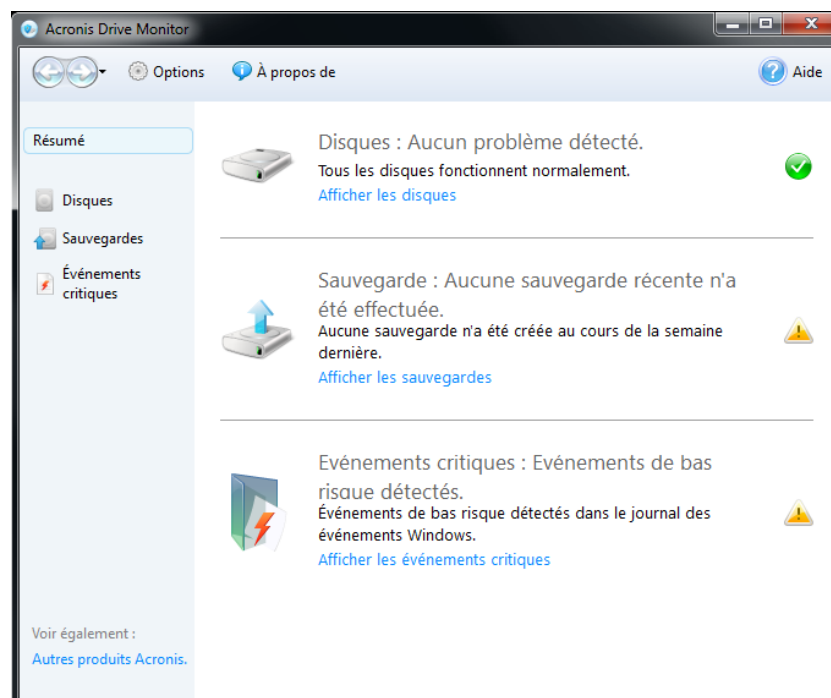 Acronis Drive Monitor
Options
À propos de
Aide
Résumé
Disques
Sauvegardes
Événements
critiques
Disques : Aucun problème détecté.
Tous les disques fonctionnent normalement.
Afficher les disques
Sauvegarde : Aucune sauvegarde récente n'a
été effectuée.
Aucune sauvegarde n'a été créée au cours de la semaine
dernière.
Afficher les sauvegardes
Evénements critiques : Evénements de bas
risque détectés.
Événements de bas risque détectés dans le journal des
événements Windows.
Afficher les événements critiques
Voir également :
Autres produits Acronis.